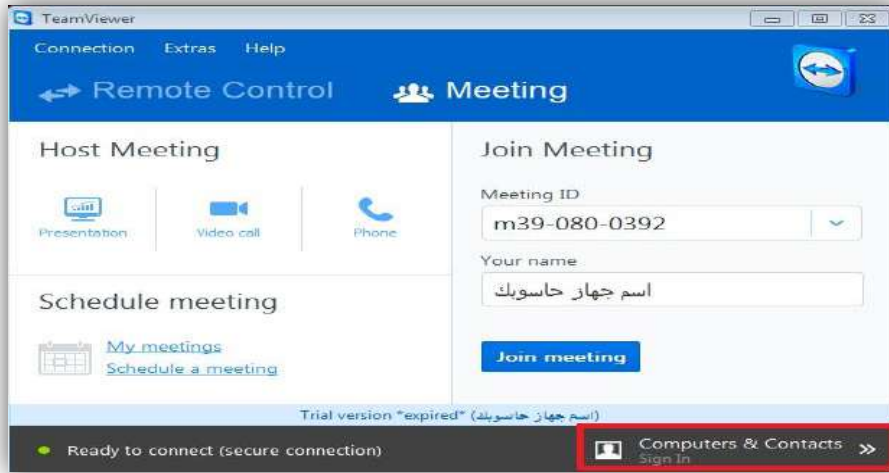 TeamViewer
Connection Extras Help
Remote Control Meeting
Host Meeting
Presentation Video call Phone
Schedule meeting
My meetings
Schedule a meeting
Join Meeting
Meeting ID
m39-080-0392
Your name
اسم جهاز حاسوبك
Join meeting
Trial version "expired" (اسم جهاز حاسوبك)
Ready to connect (secure connection)
Computers & Contacts
Sign In